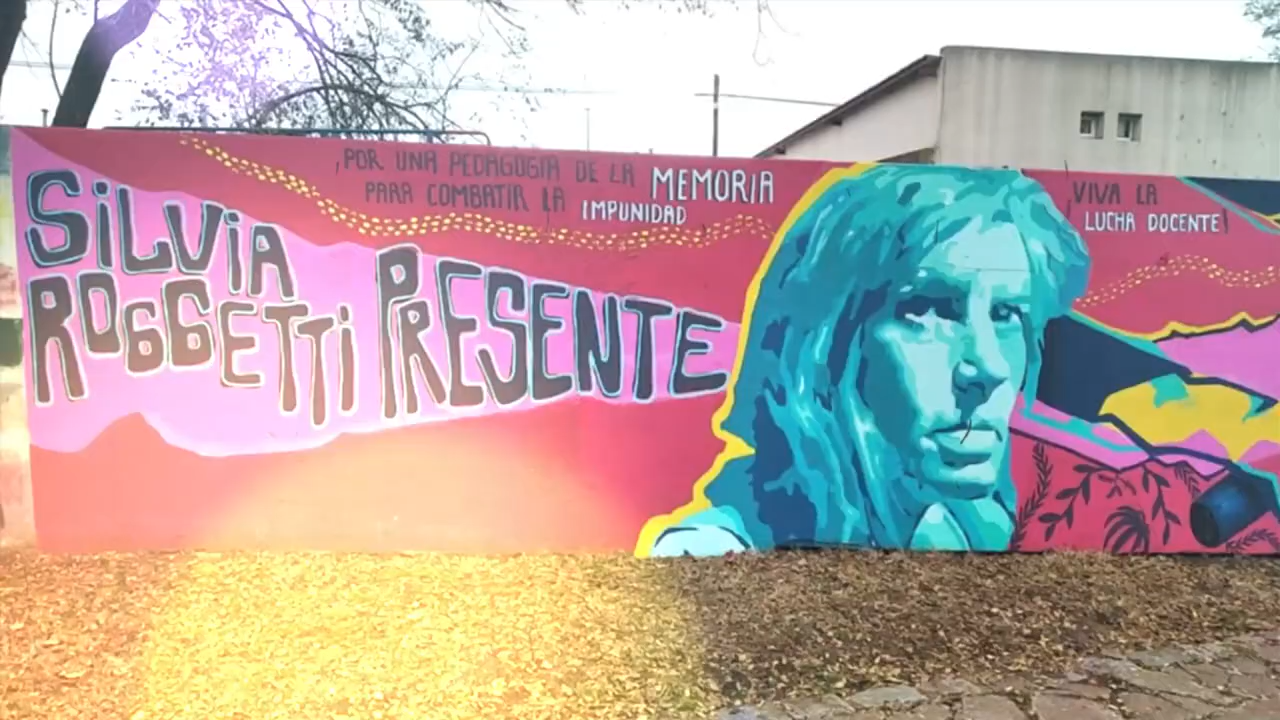 SILVIA
ROGGETTI PRESENTE
¡POR UNA PEDAGOGIA DE LA MEMORIA
PARA COMBATIR LA IMPUNIDAD
¡VIVA LA
LUCHA DOCENTE!